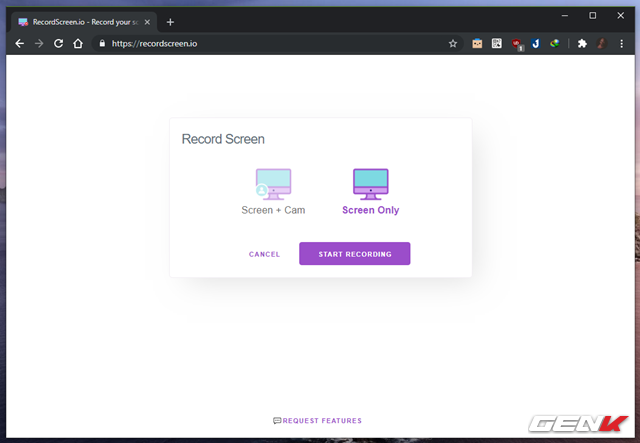 RecordScreen.io - Record your s
https://recordscreen.io
1
Record Screen
Screen + Cam
Screen Only
CANCEL
START RECORDING
REQUEST FEATURES
GENK